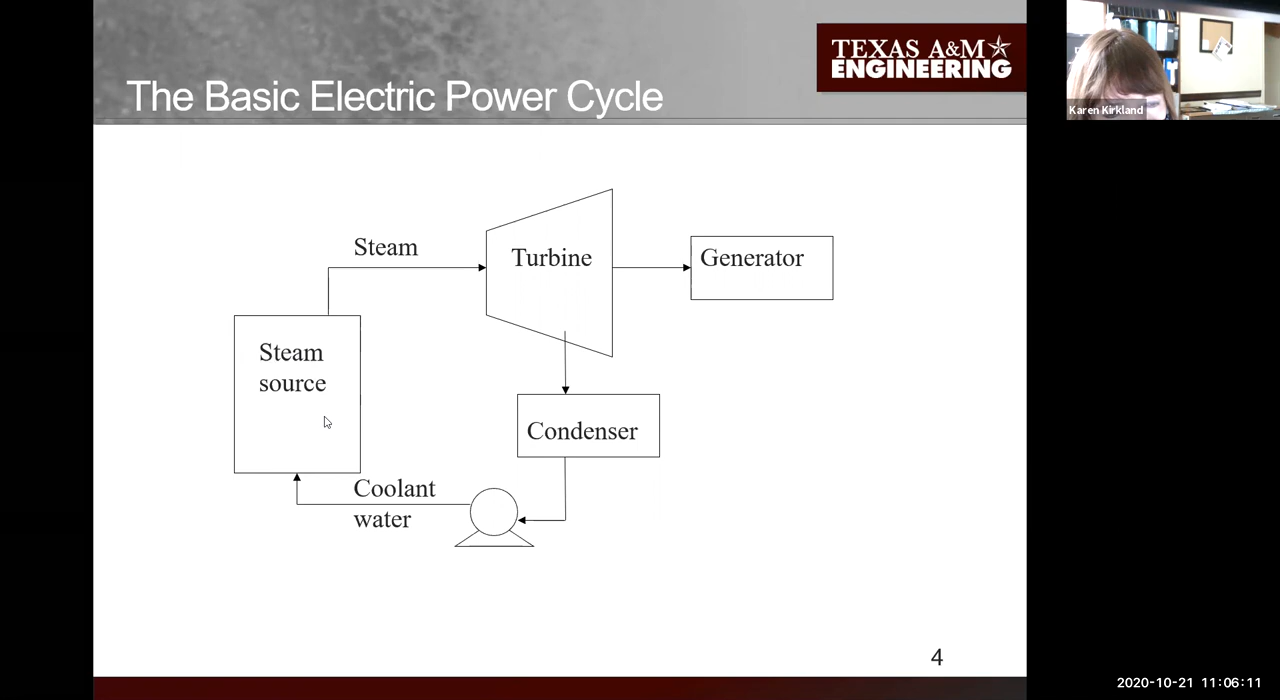 The Basic Electric Power Cycle
TEXAS A&M
ENGINEERING
Karen Kirkland
Steam
Turbine
Generator
Steam
source
Condenser
Coolant
water
4
2020-10-21 11:06:11